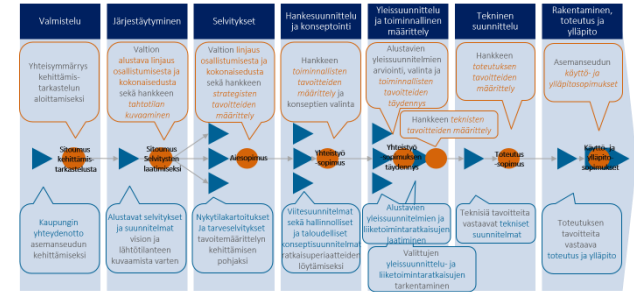 Valmistelu
Järjestäytyminen
Selvitykset
Hankesuunnittelu
ja konseptointi
Yleissuunnittelu
ja toiminnallinen
määrittely
Tekninen
suunnittelu
Rakentaminen,
toteutus ja
ylläpito
Yhteisymmärrys
kehittämis-
tarkastelun
aloittamiseksi
Valtion
alustava linjaus
osallistumisesta ja
kokonaisedusta
sekä hankkeen
tahtotilan
kuvaaminen
Valtion linjaus
osallistumisesta ja
kokonaisedusta
sekä hankkeen
strategisten
tavoitteiden
määrittely
Hankkeen
toiminnallisten
tavoitteiden
määrittely ja
konseptien valinta
Alustavien
yleissuunnitelmien
arviointi, valinta ja
toiminnallisten
tavoitteiden
täydennys
Hankkeen teknisten
tavoitteiden määrittely
Hankkeen
toteutuksen
tavoitteiden
määrittely
Asemanseudun
käyttö- ja
ylläpitosopimukset
Sitoumus
kehittämis-
tarkastelusta
Sitoumus
Selvitysten
laatimiseksi
Aiesopimus
Yhteistyö
-sopimus
Yhteistyö
sopimuksen
täydennys
Toteutus
-sopimus
Käyttö- ja
ylläpito-
sopimukset
Kaupungin
yhteydenotto
asemanseudun
kehittämiseksi
Alustavat selvitykset
ja suunnitelmat
vision ja
lähtötilanteen
kuvaamista varten
Nykytilakartoitukset
Ja tarveselvitykset
tavoitemäärittelyn
kehittämisen
pohjaksi
Viitesuunnitelmat
sekä hallinnolliset
ja taloudelliset
konseptisuunnitelmat
ratkaisuperiaatteiden
löytämiseksi
Alustavien
yleissuunnitelmien ja
liiketoimintaratkaisujen
laatiminen
Valittujen
yleissuunnittelu- ja
liiketoimintaratkaisujen
tarkentaminen
Teknisiä tavoitteita
vastaavat tekniset
suunnitelmat
Toteutuksen
tavoitteita
vastaava
toteutus ja ylläpito